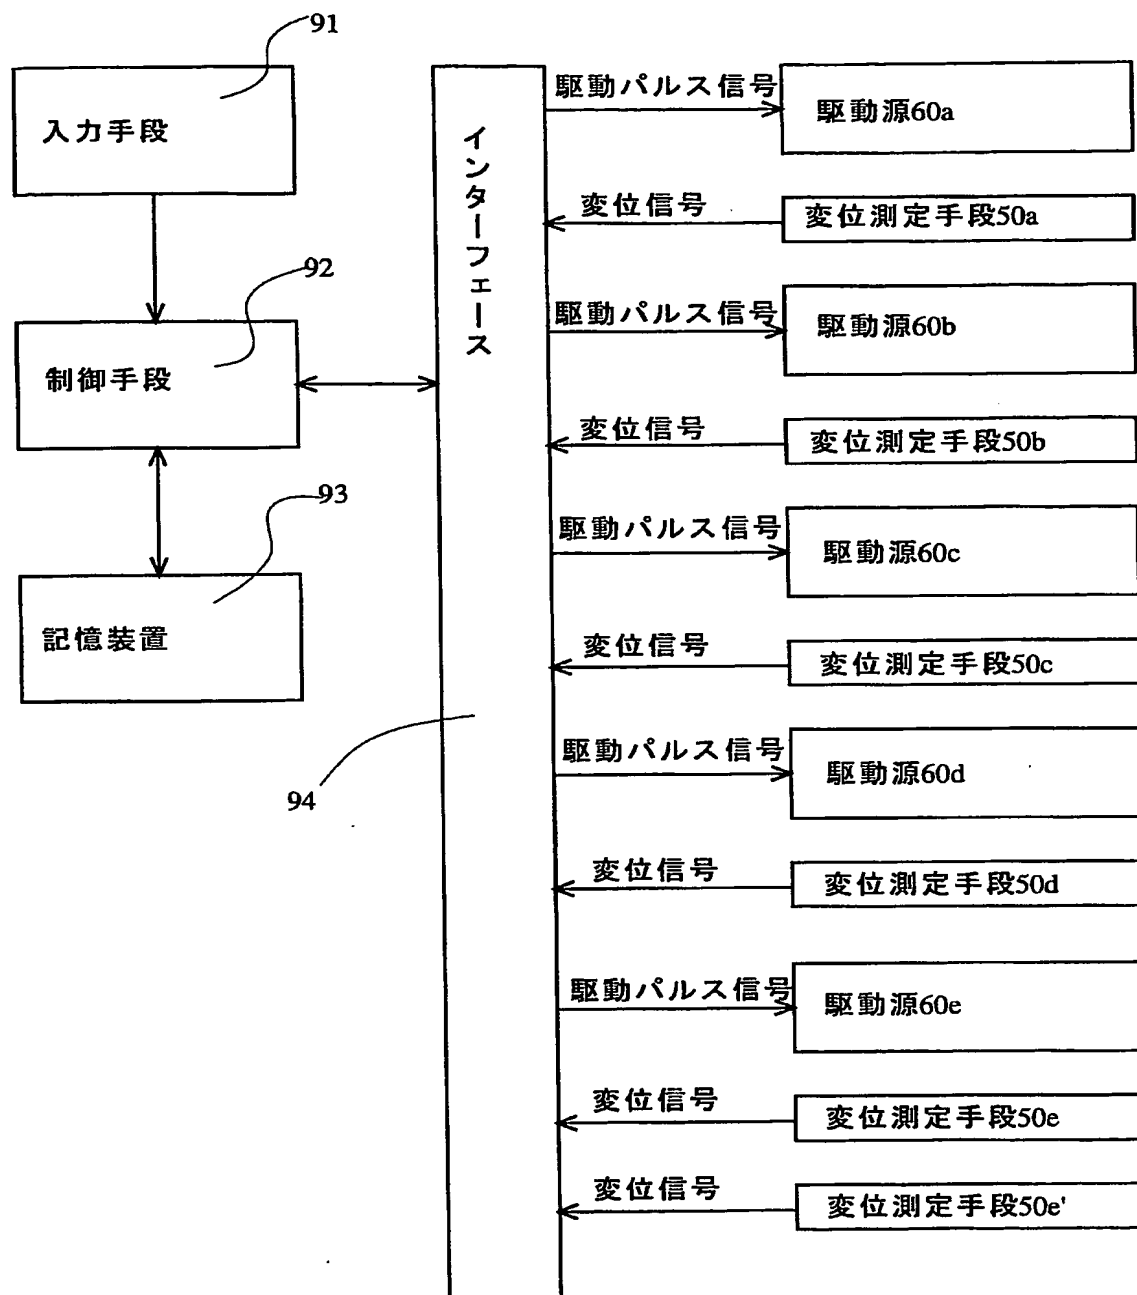 91
入力手段
92
制御手段
93
記憶装置
94
インターフェース
駆動パルス信号
駆動源60a
変位信号
変位測定手段50a
駆動パルス信号
駆動源60b
変位信号
変位測定手段50b
駆動パルス信号
駆動源60c
変位信号
変位測定手段50c
駆動パルス信号
駆動源60d
変位信号
変位測定手段50d
駆動パルス信号
駆動源60e
変位信号
変位測定手段50e
変位信号
変位測定手段50e'